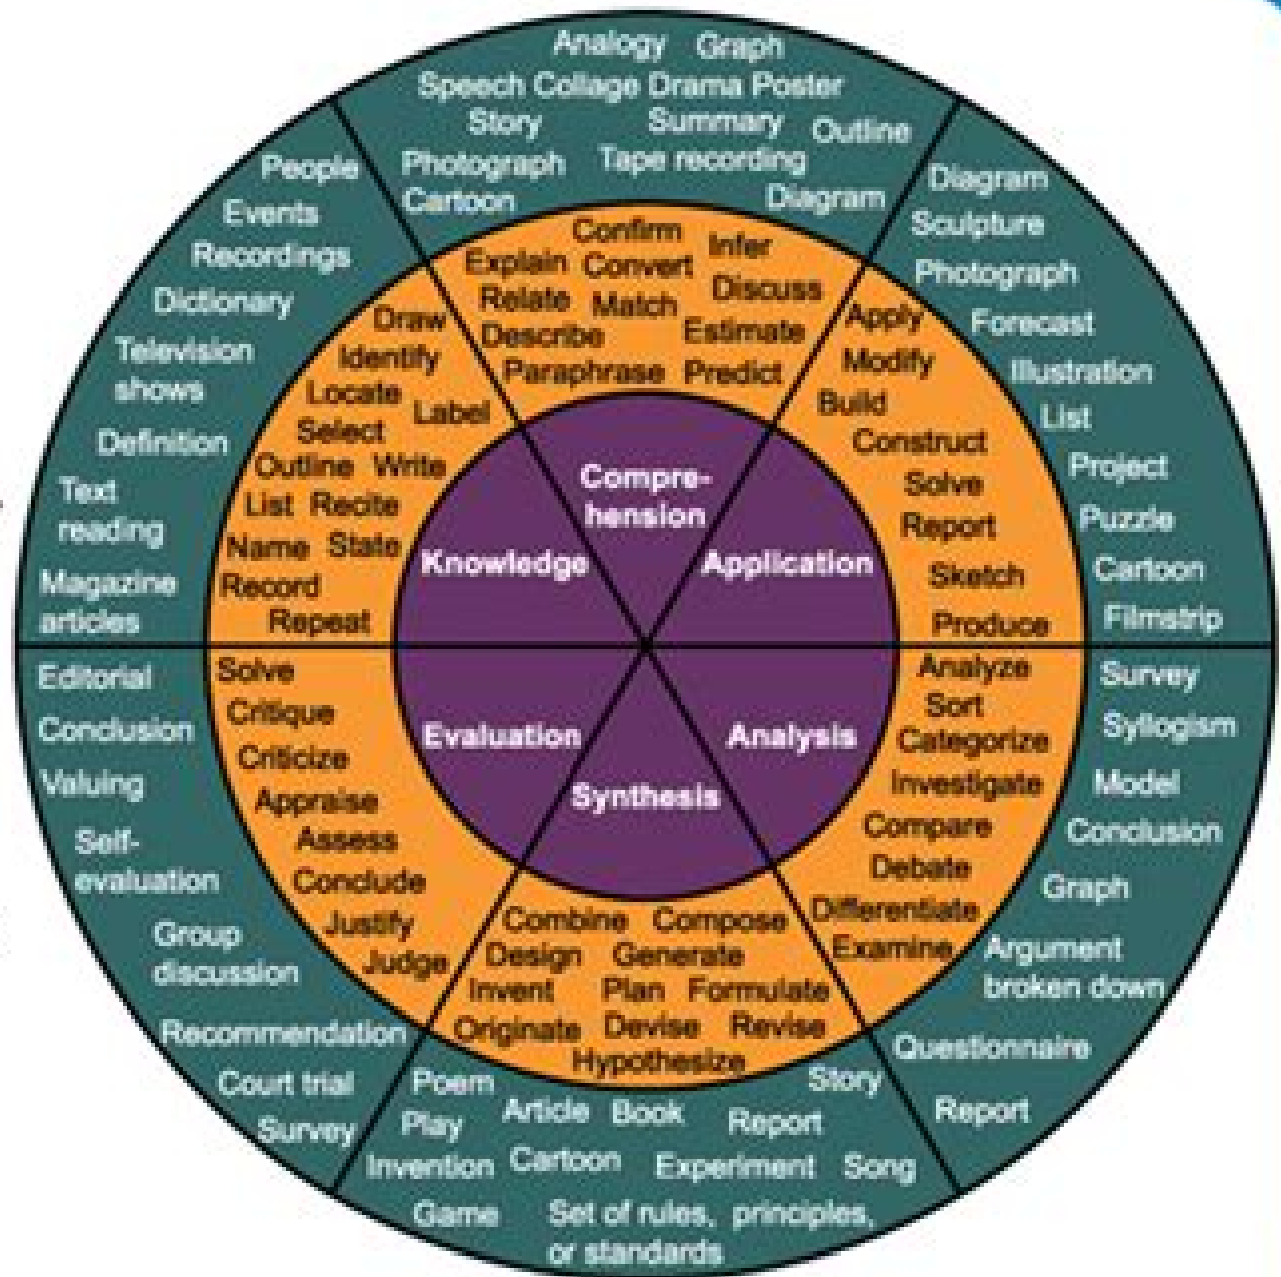 Analogy Graph
Speech Collage Drama Poster
Story Summary Outline
Photograph Tape recording
Cartoon Diagram
Confirm Infer
Explain Convert
Relate Match Discuss
Describe Estimate
Paraphrase Predict
Compre-
hension
Diagram
Sculpture
Photograph
Forecast
Illustration
List
Project
Puzzle
Cartoon
Filmstrip
Apply
Modify
Build
Construct
Solve
Report
Sketch
Produce
Application
Survey
Syllogism
Model
Conclusion
Graph
Argument
broken down
Questionnaire
Report
Analyze
Sort
Categorize
Investigate
Compare
Debate
Differentiate
Examine
Analysis
Synthesis
Combine Compose
Design Generate
Invent Plan Formulate
Originate Devise Revise
Hypothesize
Poem Story
Play Article Book Report
Invention Cartoon Experiment Song
Game Set of rules, principles,
or standards
Evaluation
Solve
Critique
Criticize
Appraise
Assess
Conclude
Justify
Judge
Editorial
Conclusion
Valuing
Self-
evaluation
Group
discussion
Recommendation
Court trial
Survey
Knowledge
Draw
Identify
Locate
Label
Select
Outline Write
List Recite
Name State
Record
Repeat
People
Events
Recordings
Dictionary
Television
shows
Definition
Text
reading
Magazine
articles